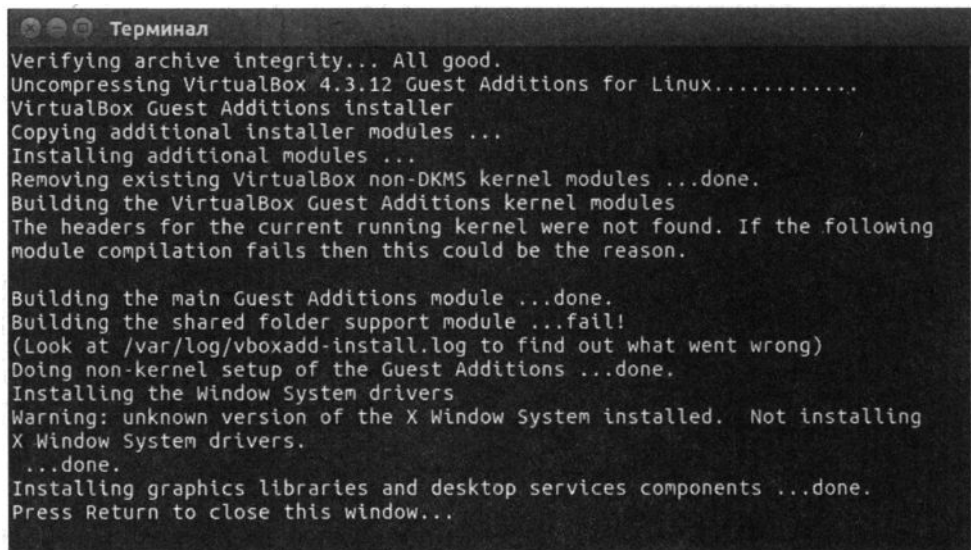 Терминал
Verifying archive integrity... All good.
Uncompressing VirtualBox 4.3.12 Guest Additions for Linux............
VirtualBox Guest Additions installer
Copying additional installer modules ...
Installing additional modules ...
Removing existing VirtualBox non-DKMS kernel modules ...done.
Building the VirtualBox Guest Additions kernel modules
The headers for the current running kernel were not found. If the following
module compilation fails then this could be the reason.

Building the main Guest Additions module ...done.
Building the shared folder support module ...fail!
(Look at /var/log/vboxadd-install.log to find out what went wrong)
Doing non-kernel setup of the Guest Additions ...done.
Installing the Window System drivers
Warning: unknown version of the X Window System installed.  Not installing
X Window System drivers.
 ...done.
Installing graphics libraries and desktop services components ...done.
Press Return to close this window...